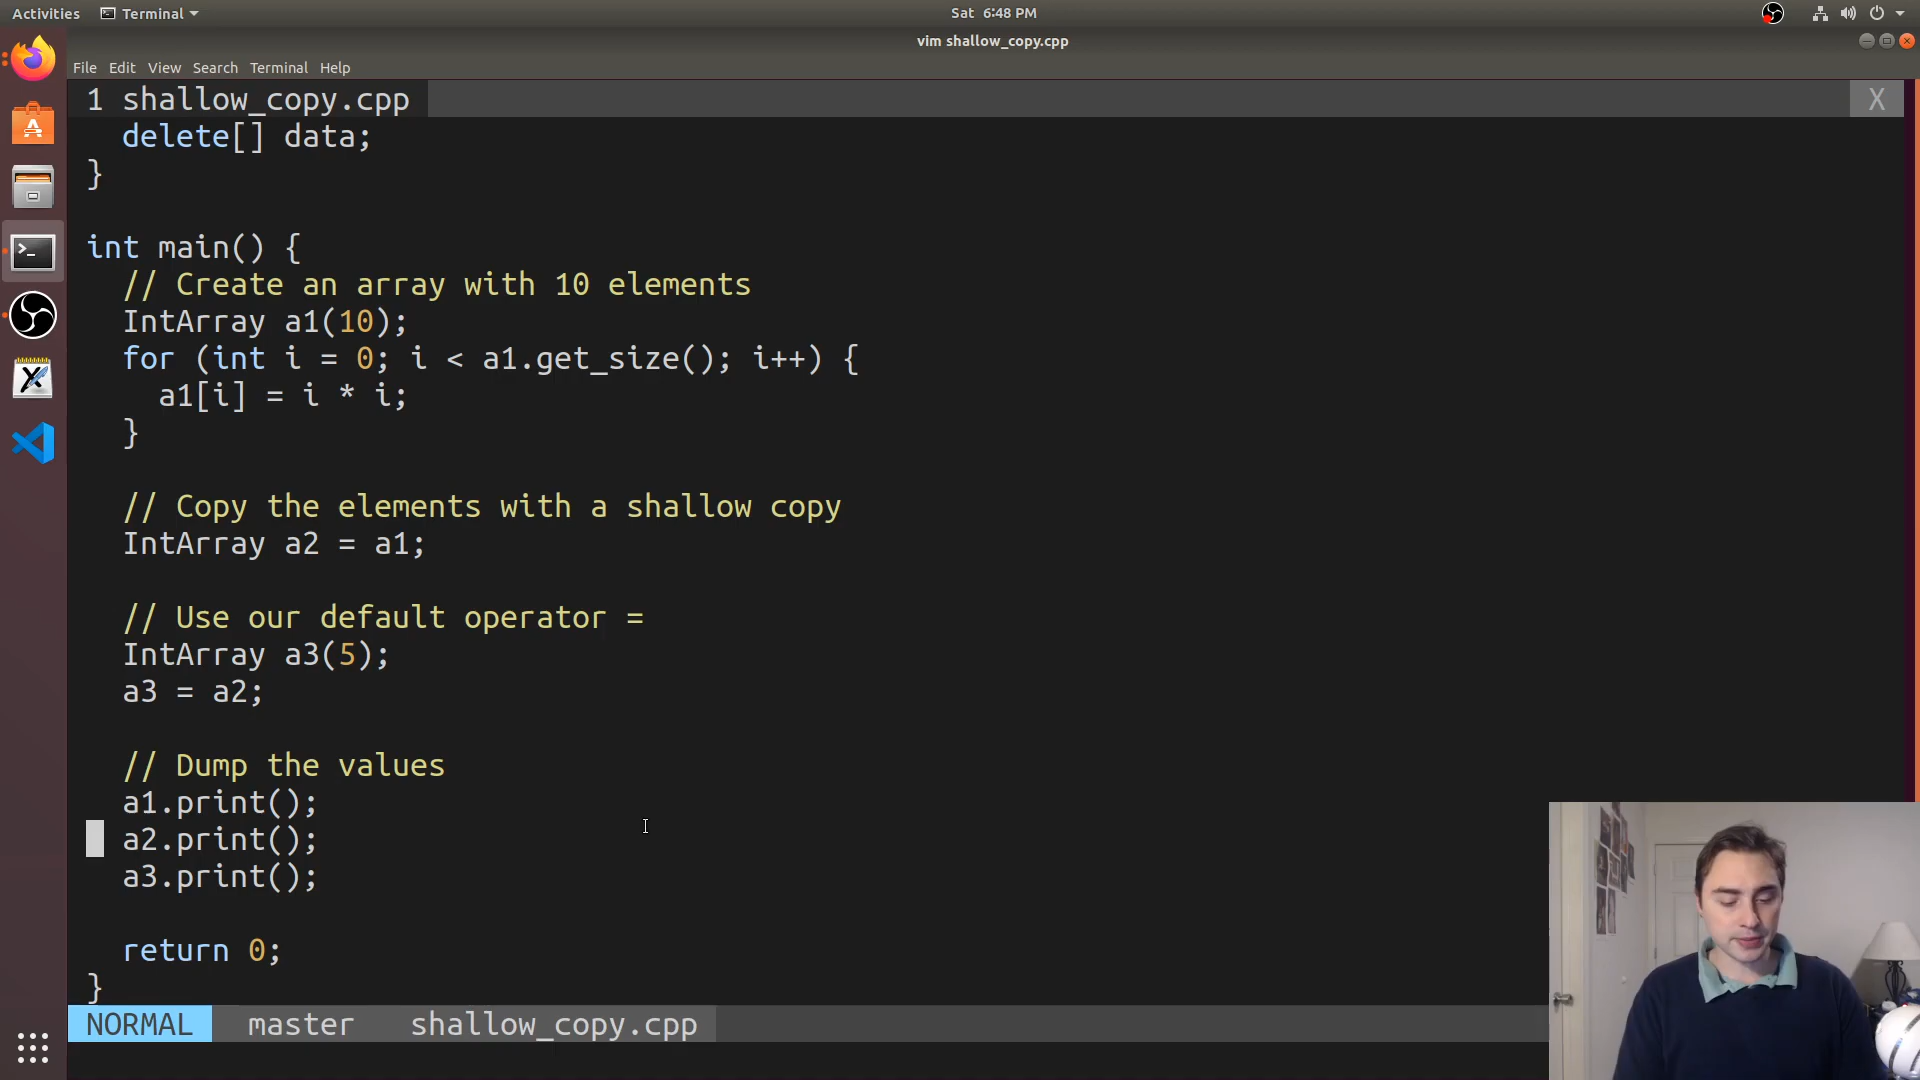 Activities Terminal Sat 6:48 PM
vim shallow_copy.cpp
File Edit View Search Terminal Help
1 shallow_copy.cpp X
delete[] data;
}
int main() {
// Create an array with 10 elements
IntArray a1(10);
for (int i = 0; i < a1.get_size(); i++) {
a1[i] = i * i;
}
// Copy the elements with a shallow copy
IntArray a2 = a1;
// Use our default operator =
IntArray a3(5);
a3 = a2;
// Dump the values
a1.print();
a2.print();
a3.print();
return 0;
}
NORMAL master shallow_copy.cpp